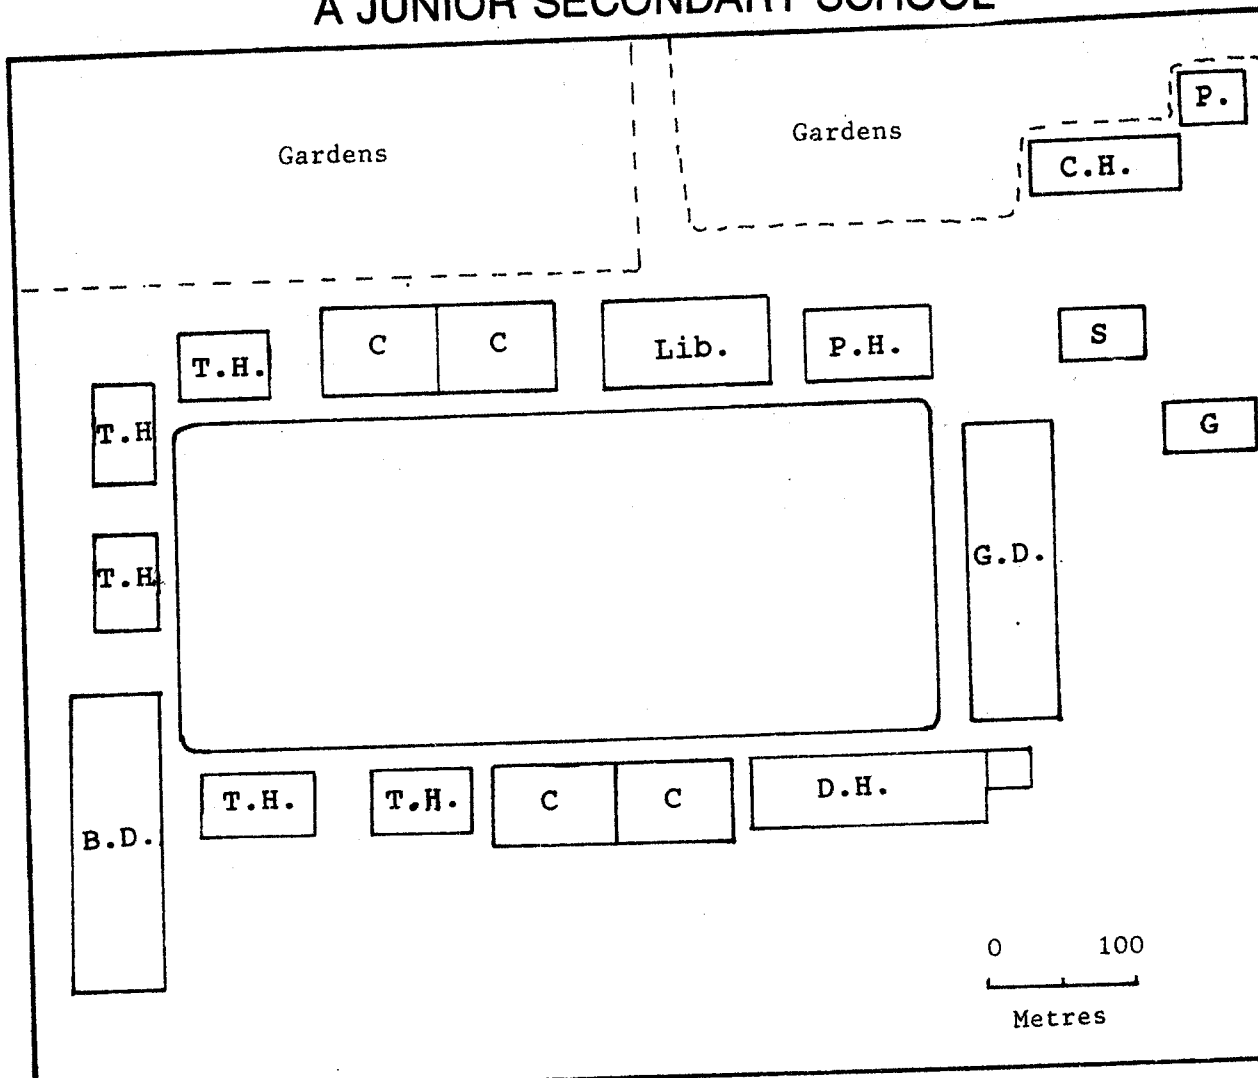 A JUNIOR SECONDARY SCHOOL
P.
Gardens
Gardens
C.H.
T.H.
C
C
Lib.
P.H.
S
T.H
G
T.H
G.D.
T.H.
T.H.
C
C
D.H.
B.D.
0 100
Metres